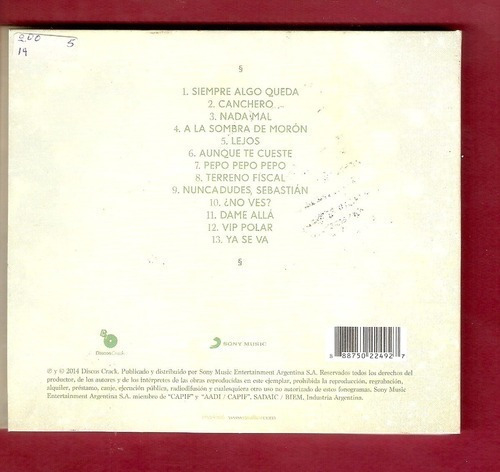 200
5
14
§
1. SIEMPRE ALGO QUEDA
2. CANCHERO
3. NADA MAL
4. A LA SOMBRA DE MORÓN
5. LEJOS
6. AUNQUE TE CUESTE
7. PEPO PEPO PEPO
8. TERRENO FISCAL
9. NUNCA DUDES, SEBASTIÁN
10. ¿NO VES?
11. DAME ALLÁ
12. VIP POLAR
13. YA SE VA
§
Discos Crack
SONY MUSIC
8 88750 22492 7
℗ y © 2014 Discos Crack. Publicado y distribuido por Sony Music Entertainment Argentina S.A. Reservados todos los derechos del
productor, de los autores y de los intérpretes de las obras reproducidas en este ejemplar, prohibida la reproducción, regrabación,
alquiler, préstamo, canje, ejecución pública, radiodifusión y cualesquiera otro uso no autorizado de estos fonogramas. Sony Music
Entertainment Argentina S.A. miembro de "CAPIF" y "AADI / CAPIF", SADAIC / BIEM, Industria Argentina.